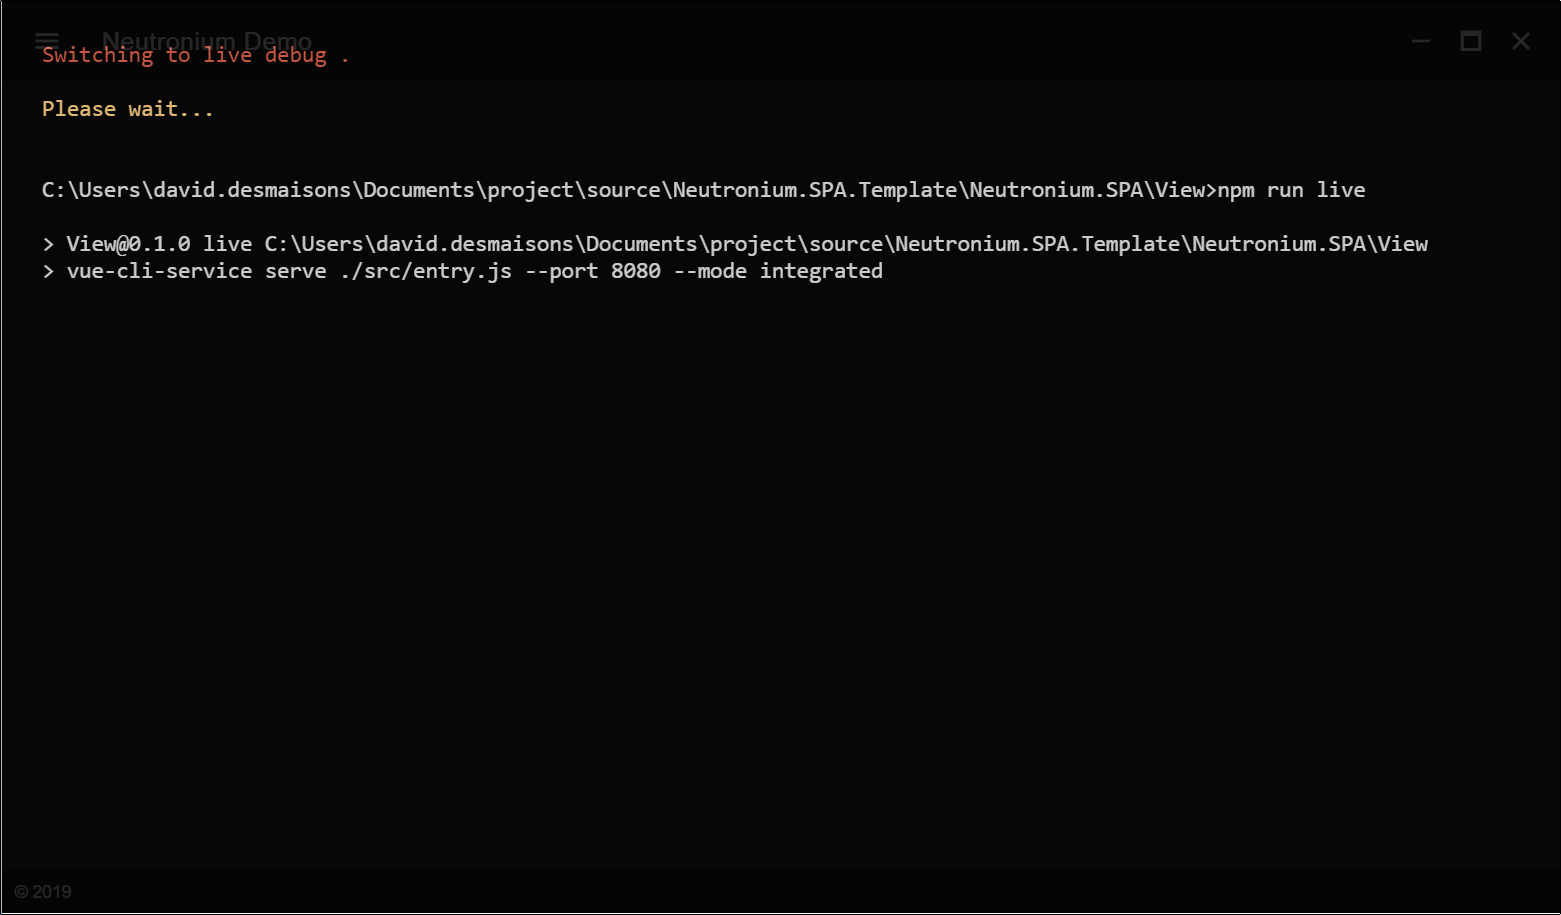 Neutronium Demo
Switching to live debug .
Please wait...
C:\Users\david.desmaisons\Documents\project\source\Neutronium.SPA.Template\Neutronium.SPA\View>npm run live
> View@0.1.0 live C:\Users\david.desmaisons\Documents\project\source\Neutronium.SPA.Template\Neutronium.SPA\View
> vue-cli-service serve ./src/entry.js --port 8080 --mode integrated
© 2019